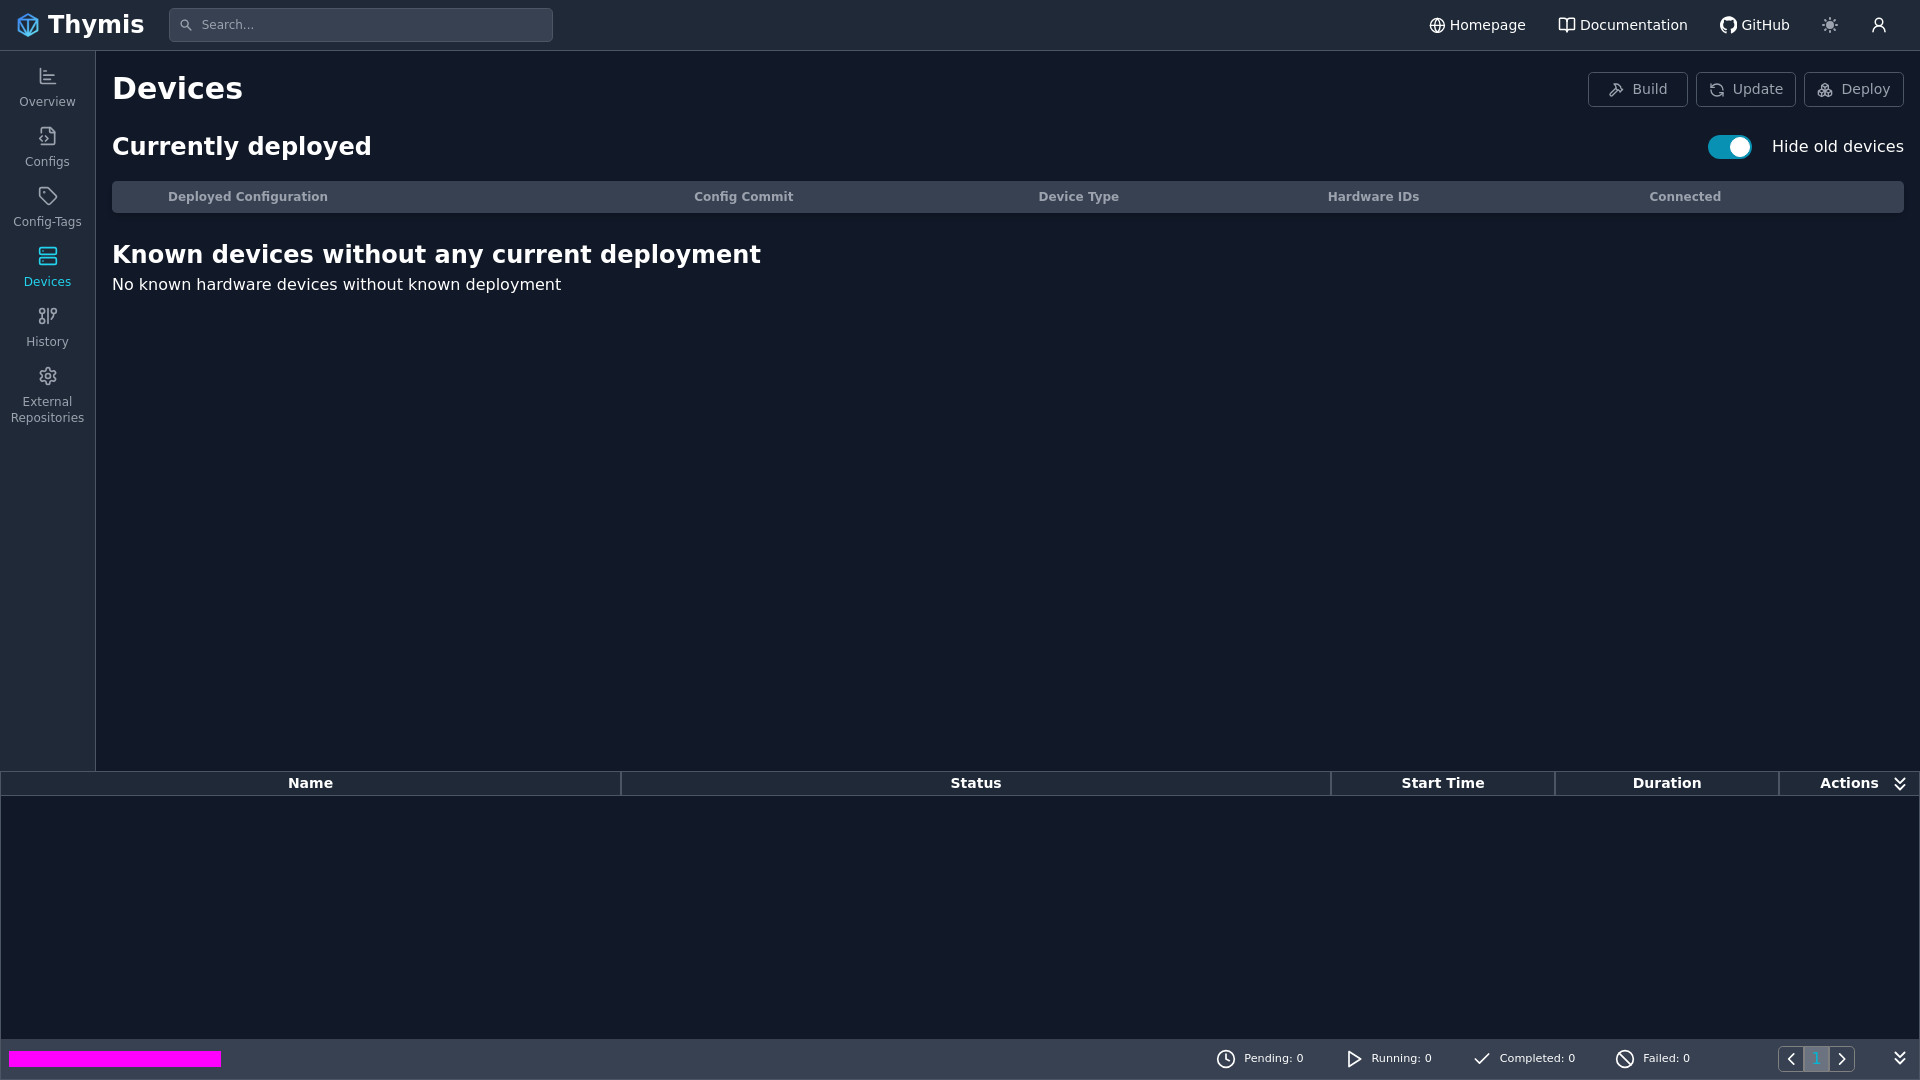 Thymis
Search...
Homepage
Documentation
GitHub
Overview
Configs
Config-Tags
Devices
History
External
Repositories
Devices
Build
Update
Deploy
Currently deployed
Hide old devices
Deployed Configuration
Config Commit
Device Type
Hardware IDs
Connected
Known devices without any current deployment
No known hardware devices without known deployment
Name
Status
Start Time
Duration
Actions
Pending: 0
Running: 0
Completed: 0
Failed: 0
1